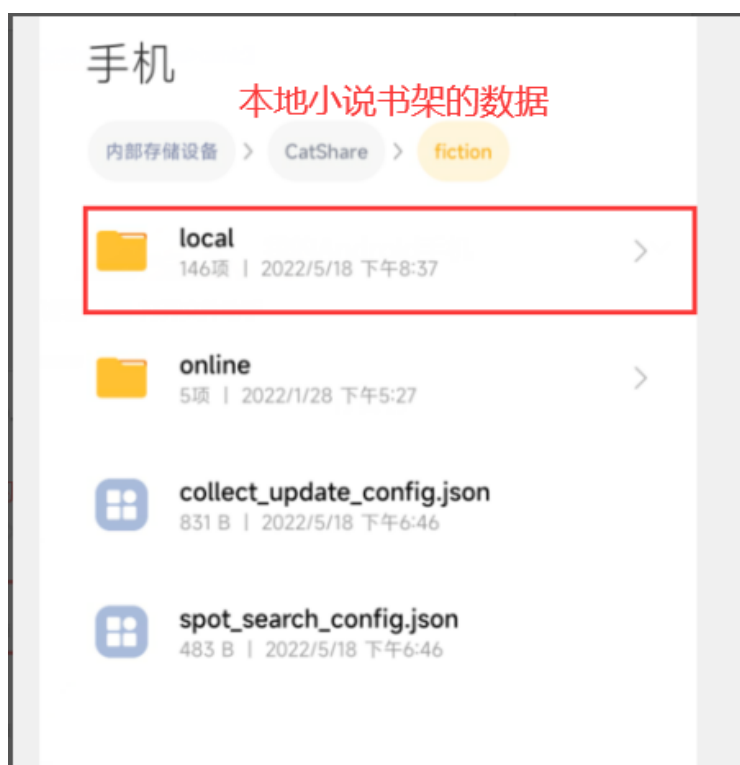 手机
本地小说书架的数据
内部存储设备 > CatShare > fiction
local
146项 | 2022/5/18 下午8:37
online
5项 | 2022/1/28 下午5:27
collect_update_config.json
831 B | 2022/5/18 下午6:46
spot_search_config.json
483 B | 2022/5/18 下午6:46